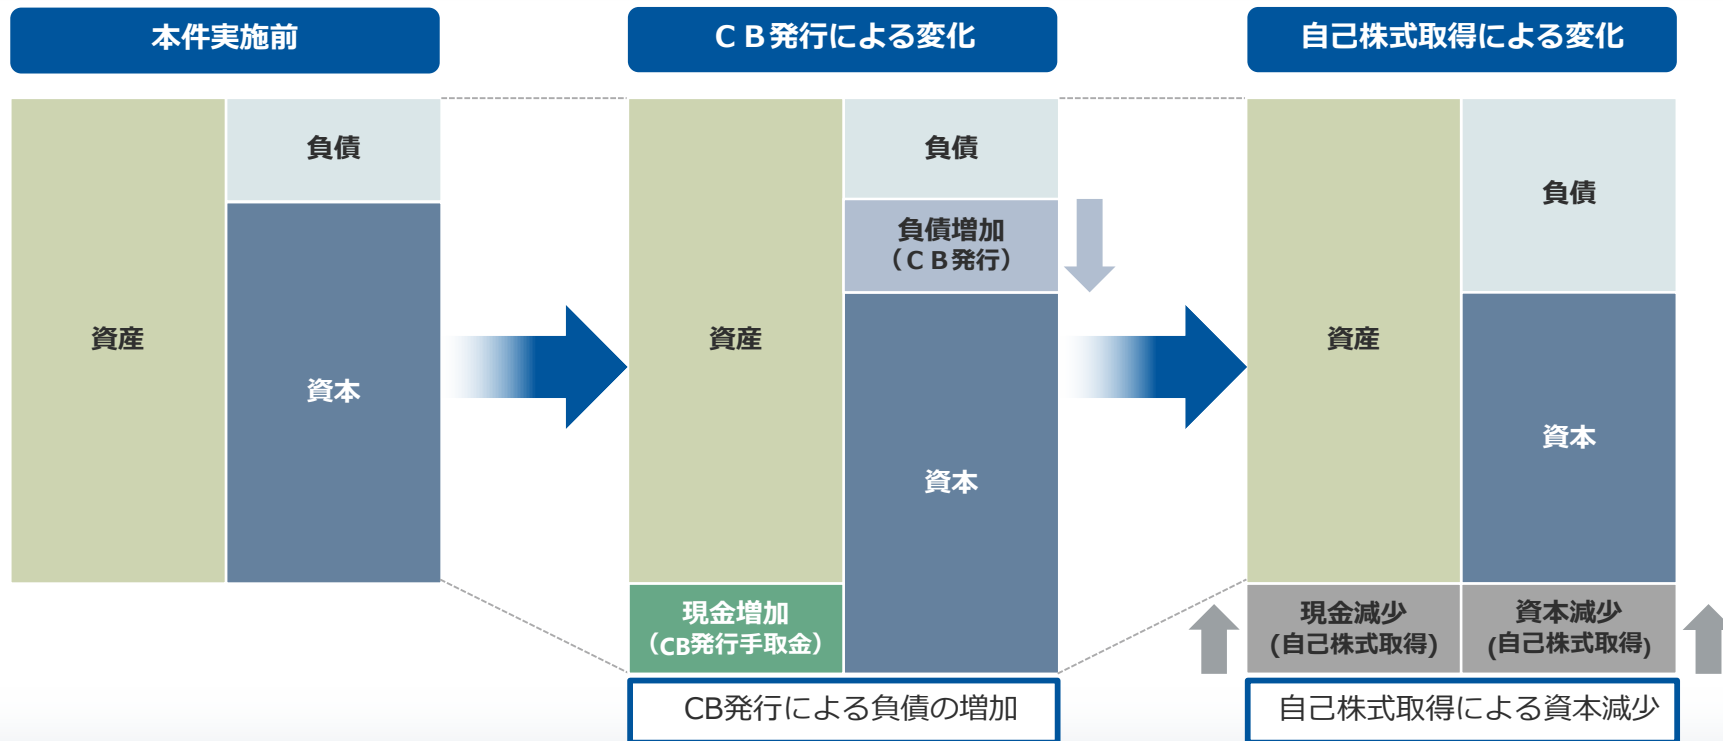 本件実施前
ＣＢ発行による変化
自己株式取得による変化
資産
負債
資本
資産
現金増加
（CB発行手取金）
負債
負債増加
（ＣＢ発行）
資本
CB発行による負債の増加
資産
現金減少
(自己株式取得)
負債
資本
資本減少
(自己株式取得)
自己株式取得による資本減少